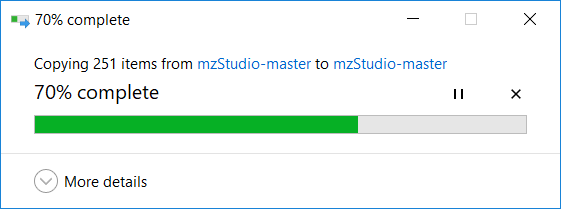 70% complete
Copying 251 items from mzStudio-master to mzStudio-master
70% complete
More details